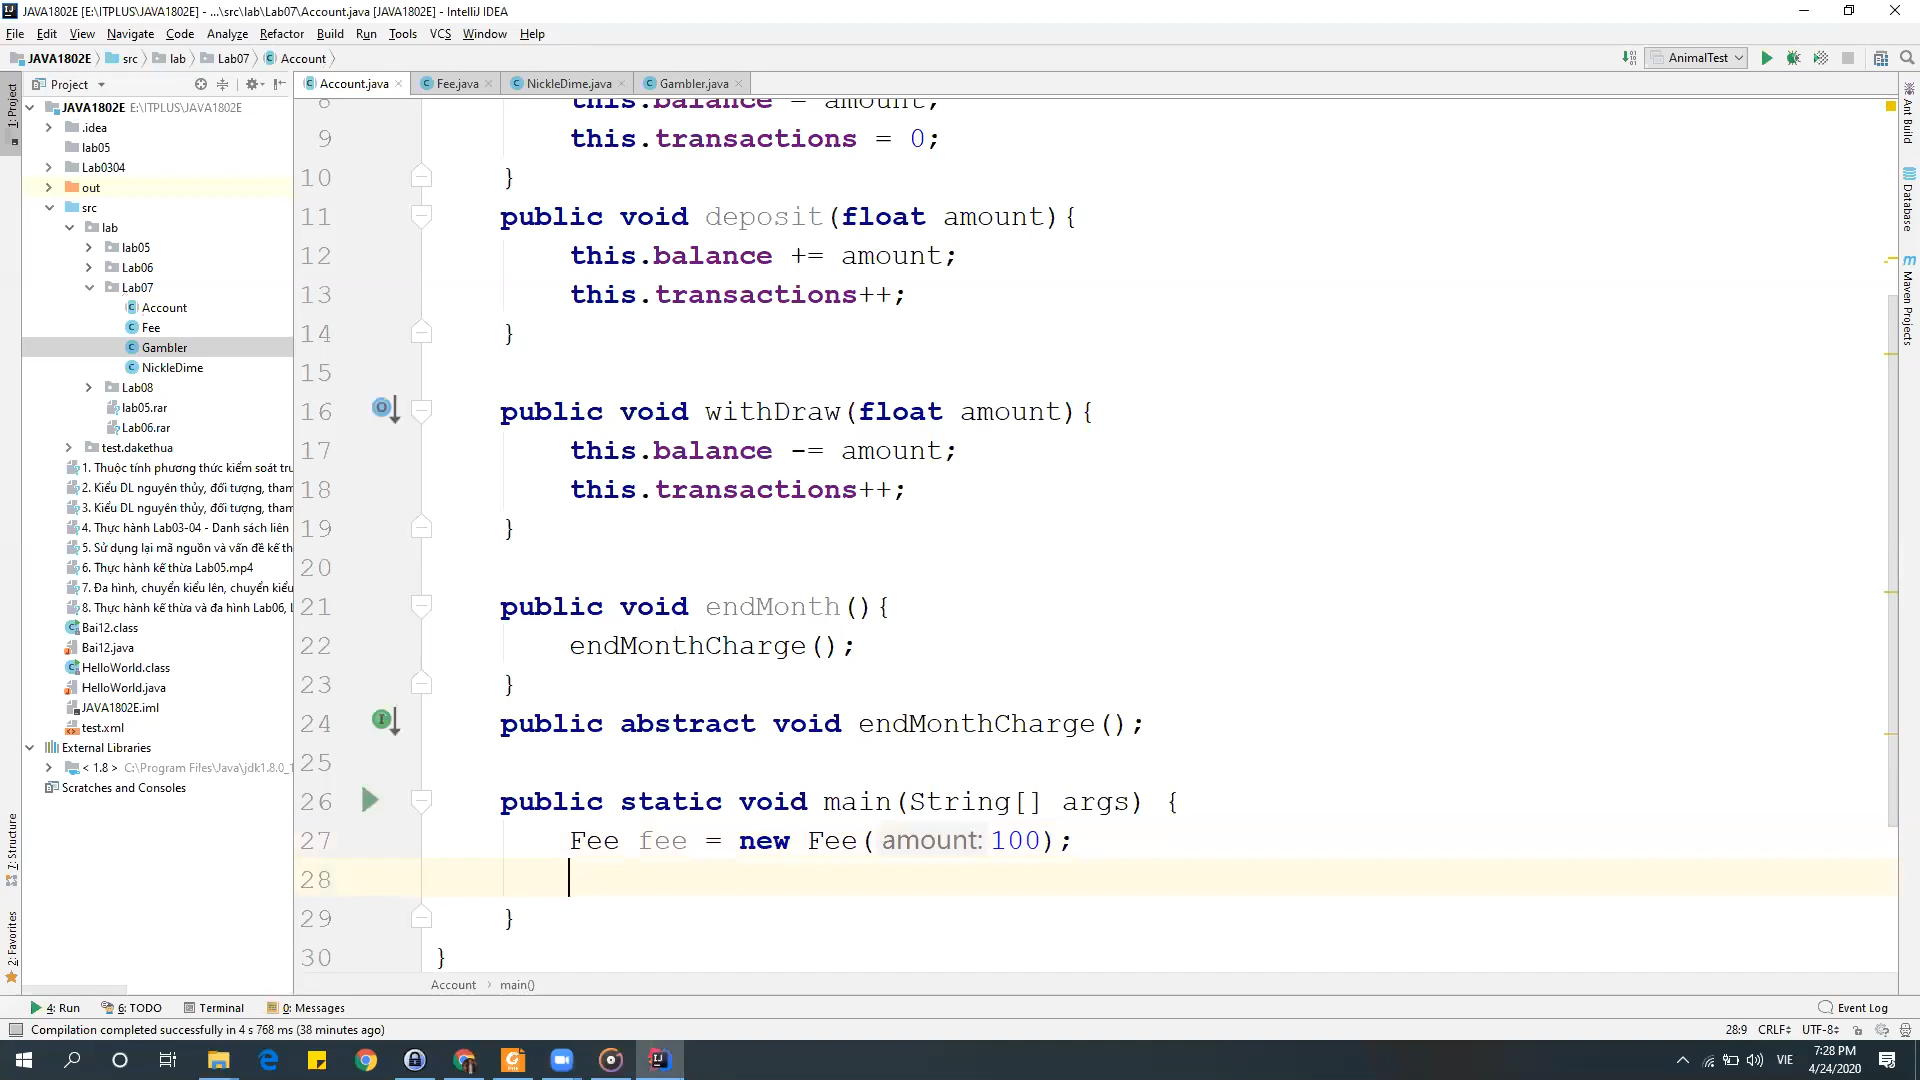 JAVA1802E [E:\ITPLUS\JAVA1802E] - ...\src\lab\Lab07\Account.java [JAVA1802E] - IntelliJ IDEA
File Edit View Navigate Code Analyze Refactor Build Run Tools VCS Window Help
JAVA1802E src lab Lab07 Account AnimalTest
Project Account.java Fee.java NickleDime.java Gambler.java
JAVA1802E E:\ITPLUS\JAVA1802E
.idea
lab05
Lab0304
out
src
lab
lab05
Lab06
Lab07
Account
Fee
Gambler
NickleDime
Lab08
lab05.rar
Lab06.rar
test.dakethua
1. Thuộc tính phương thức kiểm soát tru
2. Kiểu DL nguyên thủy, đối tượng, tham
3. Kiểu DL nguyên thủy, đối tượng, tham
4. Thực hành Lab03-04 - Danh sách liên
5. Sử dụng lại mã nguồn và vấn đề kế th
6. Thực hành kế thừa Lab05.mp4
7. Đa hình, chuyển kiểu lên, chuyển kiểu
8. Thực hành kế thừa và đa hình Lab06, L
Bai12.class
Bai12.java
HelloWorld.class
HelloWorld.java
JAVA1802E.iml
test.xml
External Libraries
< 1.8 > C:\Program Files\Java\jdk1.8.0_1
Scratches and Consoles
8 this.balance = amount;
9 this.transactions = 0;
10 }
11 public void deposit(float amount){
12 this.balance += amount;
13 this.transactions++;
14 }
15
16 public void withDraw(float amount){
17 this.balance -= amount;
18 this.transactions++;
19 }
20
21 public void endMonth(){
22 endMonthCharge();
23 }
24 public abstract void endMonthCharge();
25
26 public static void main(String[] args) {
27 Fee fee = new Fee( amount: 100);
28
29 }
30 }
Account main()
1: Project
7: Structure
2: Favorites
Ant Build
Database
Maven Projects
4: Run 6: TODO Terminal 0: Messages Event Log
Compilation completed successfully in 4 s 768 ms (38 minutes ago) 28:9 CRLF UTF-8
VIE 7:28 PM
4/24/2020